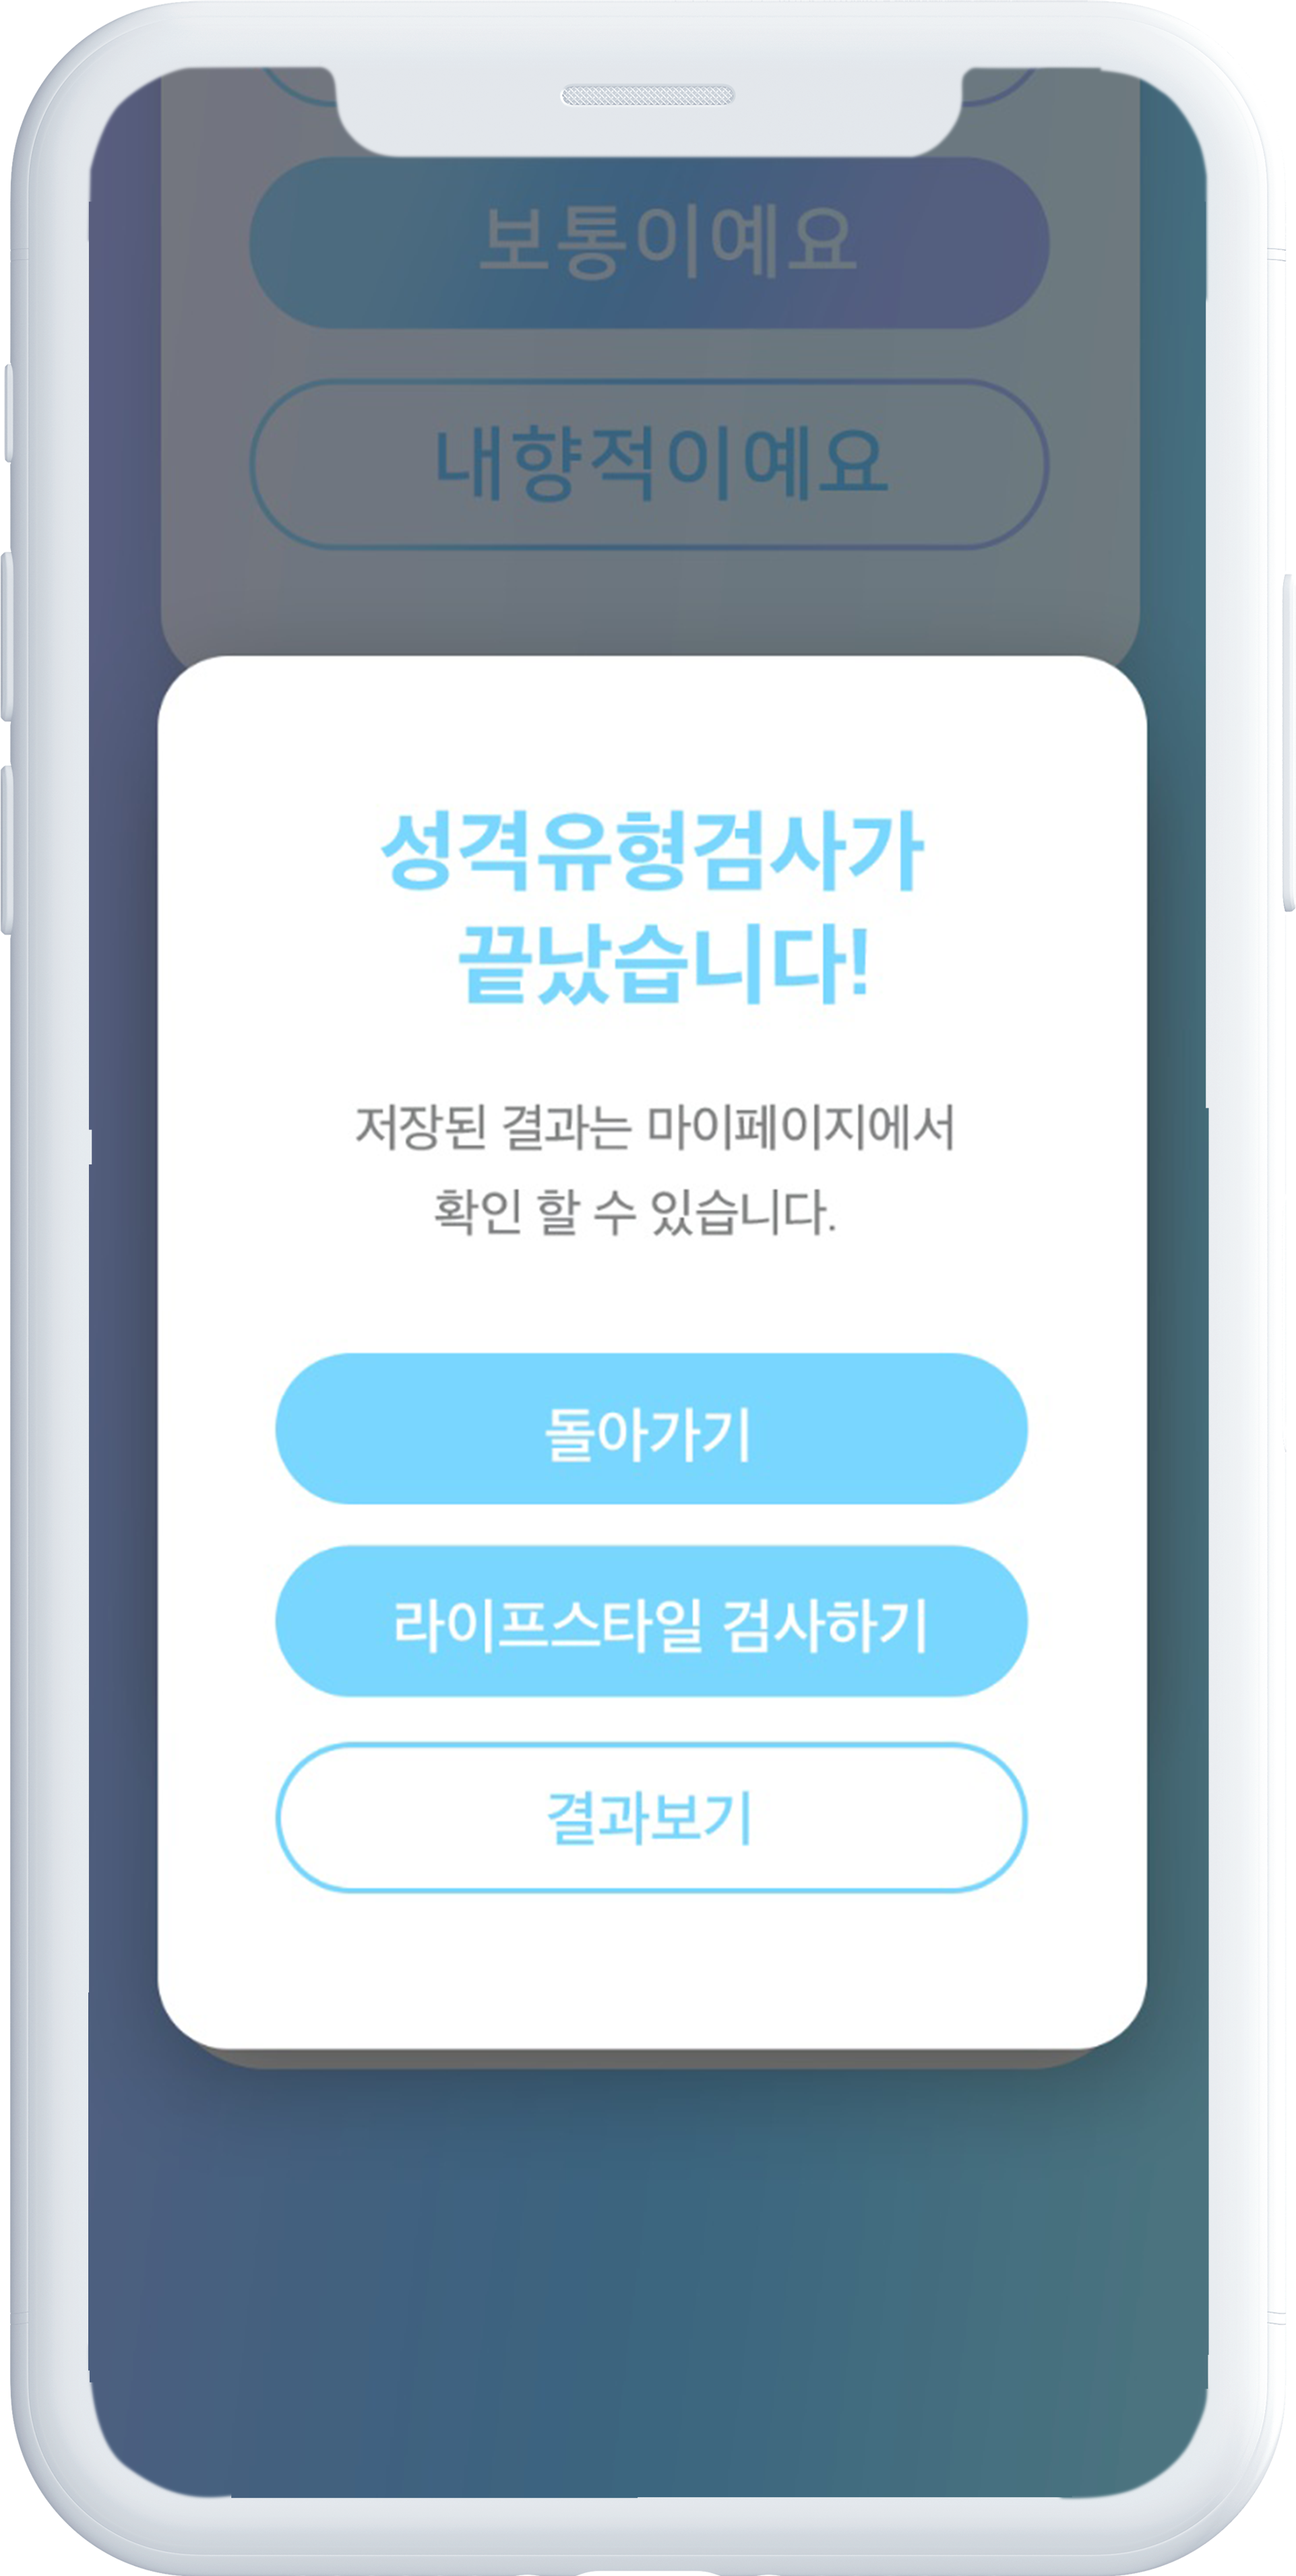 보통이예요
내향적이예요
성격유형검사가
끝났습니다!
저장된 결과는 마이페이지에서
확인 할 수 있습니다.
돌아가기
라이프스타일 검사하기
결과보기